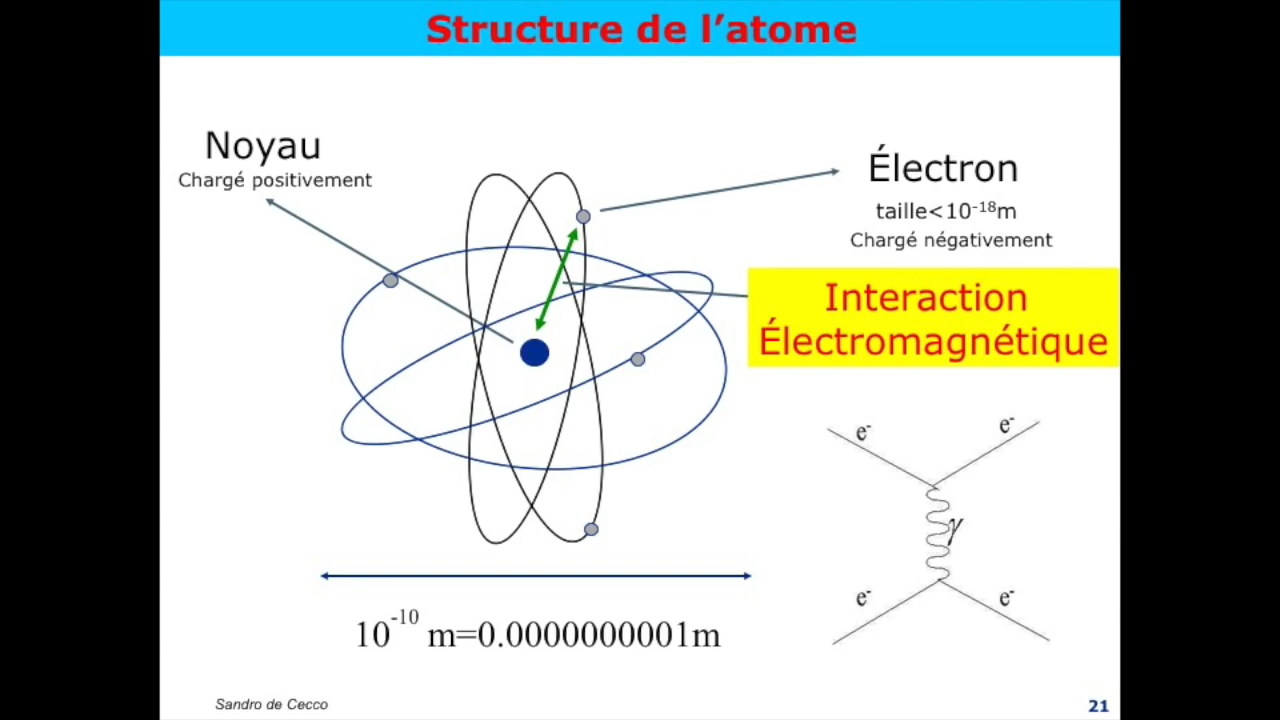 Structure de l’atome
Noyau
Chargé positivement
Électron
taille<10⁻¹⁸m
Chargé négativement
Interaction
Électromagnétique
e⁻ e⁻
γ
e⁻ e⁻
10⁻¹⁰ m=0.0000000001m
Sandro de Cecco
21